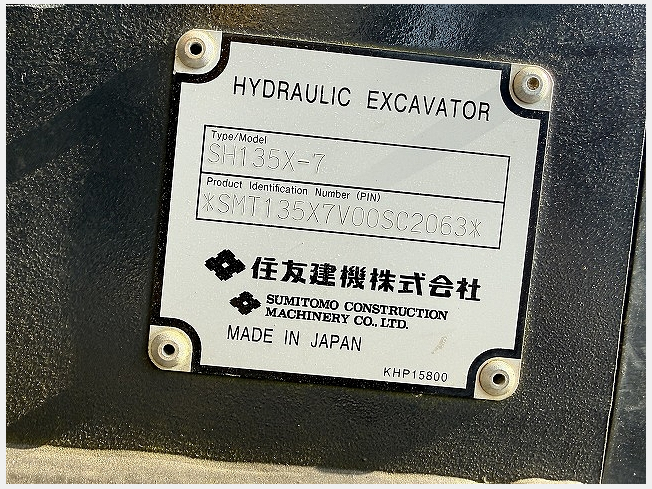 HYDRAULIC EXCAVATOR
Type/Model
SH135X-7
Product Identification Number (PIN)
*SMT135X7V00SC2063*
住友建機株式会社
SUMITOMO CONSTRUCTION
MACHINERY CO., LTD.
MADE IN JAPAN
KHP15800